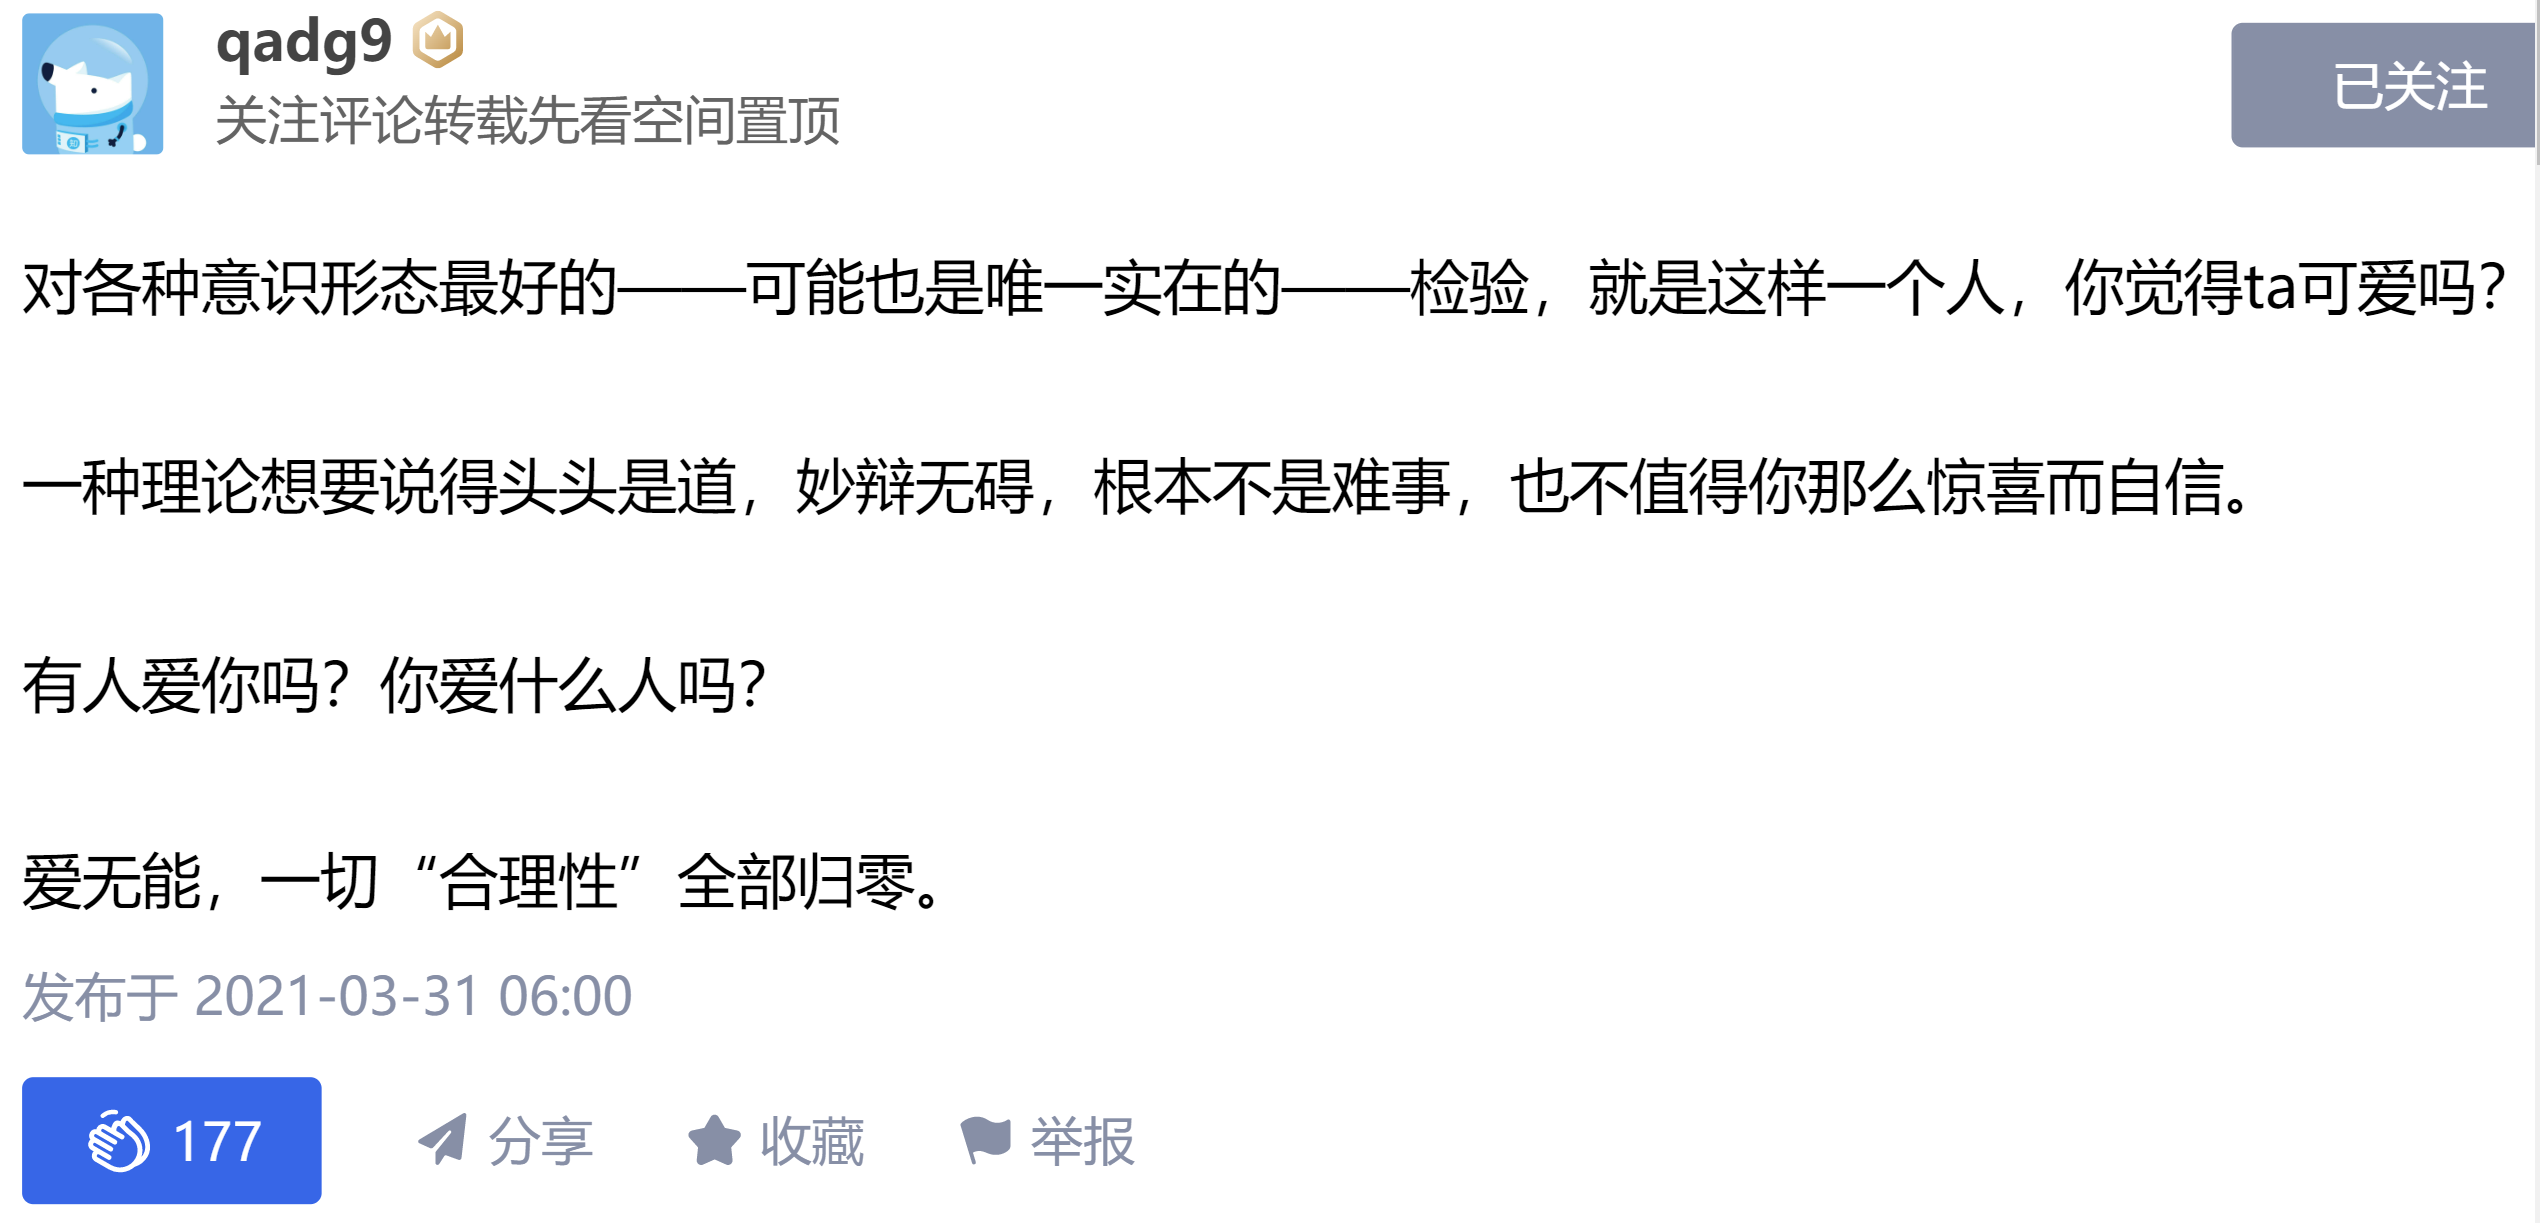 qadg9
关注评论转载先看空间置顶
已关注
对各种意识形态最好的——可能也是唯一实在的——检验，就是这样一个人，你觉得ta可爱吗？
一种理论想要说得头头是道，妙辩无碍，根本不是难事，也不值得你那么惊喜而自信。
有人爱你吗？你爱什么人吗？
爱无能，一切“合理性”全部归零。
发布于 2021-03-31 06:00
177 分享 收藏 举报